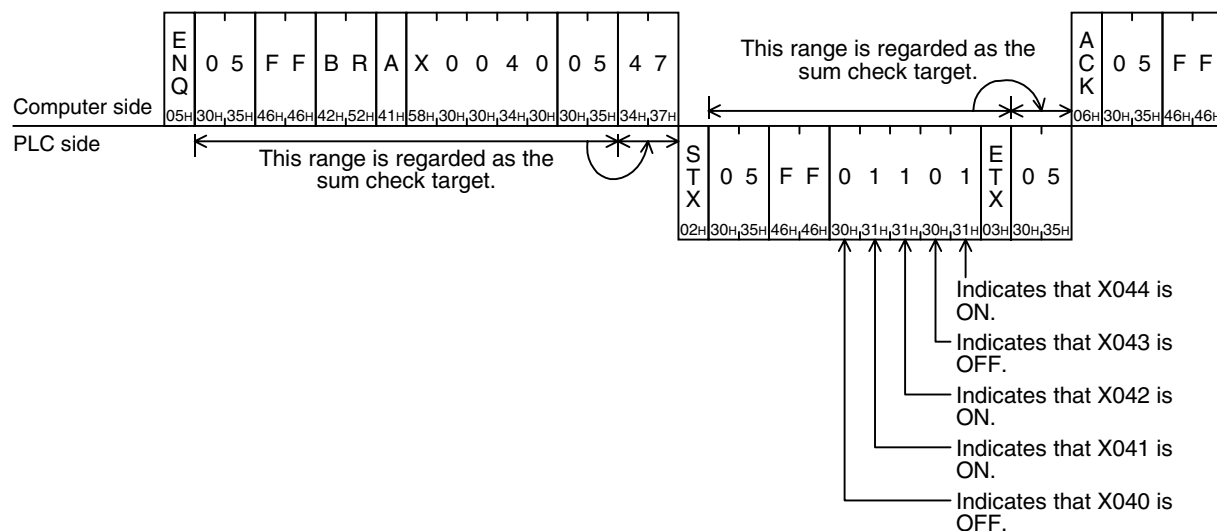 E N Q 0 5 F F B R A X 0 0 4 0 0 5 4 7
This range is regarded as the
sum check target.
A C K 0 5 F F
Computer side
05H 30H 35H 46H 46H 42H 52H 41H 58H 30H 30H 34H 30H 30H 35H 34H 37H
06H 30H 35H 46H 46H
PLC side
This range is regarded as the
sum check target.
S T X 0 5 F F 0 1 1 0 1 E T X 0 5
02H 30H 35H 46H 46H 30H 31H 31H 30H 31H 03H 30H 35H
Indicates that X044 is
ON.
Indicates that X043 is
OFF.
Indicates that X042 is
ON.
Indicates that X041 is
ON.
Indicates that X040 is
OFF.